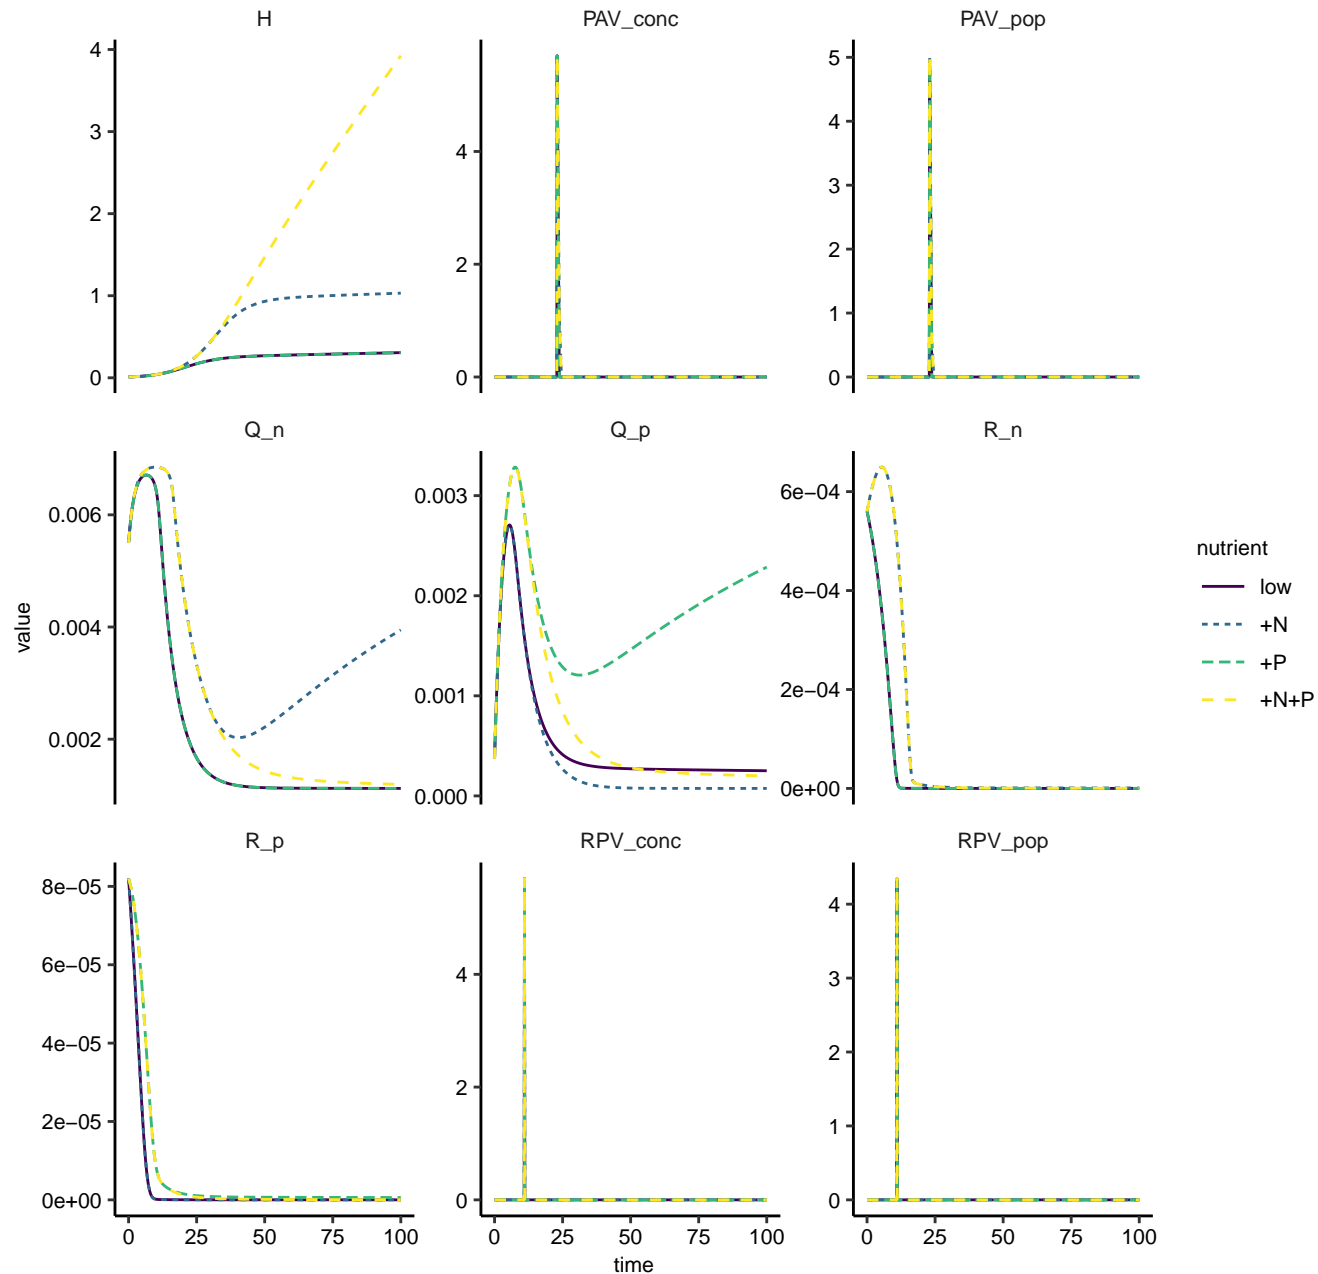 H
PAV_conc
PAV_pop
4
3
2
1
0
4
2
0
5
4
3
2
1
0
Q_n
Q_p
R_n
0.006
0.004
0.002
0.003
0.002
0.001
0.000
6e−04
4e−04
2e−04
0e+00
value
nutrient
low
+N
+P
+N+P
R_p
RPV_conc
RPV_pop
8e−05
6e−05
4e−05
2e−05
0e+00
4
2
0
4
3
2
1
0
0 25 50 75 100
0 25 50 75 100
0 25 50 75 100
time